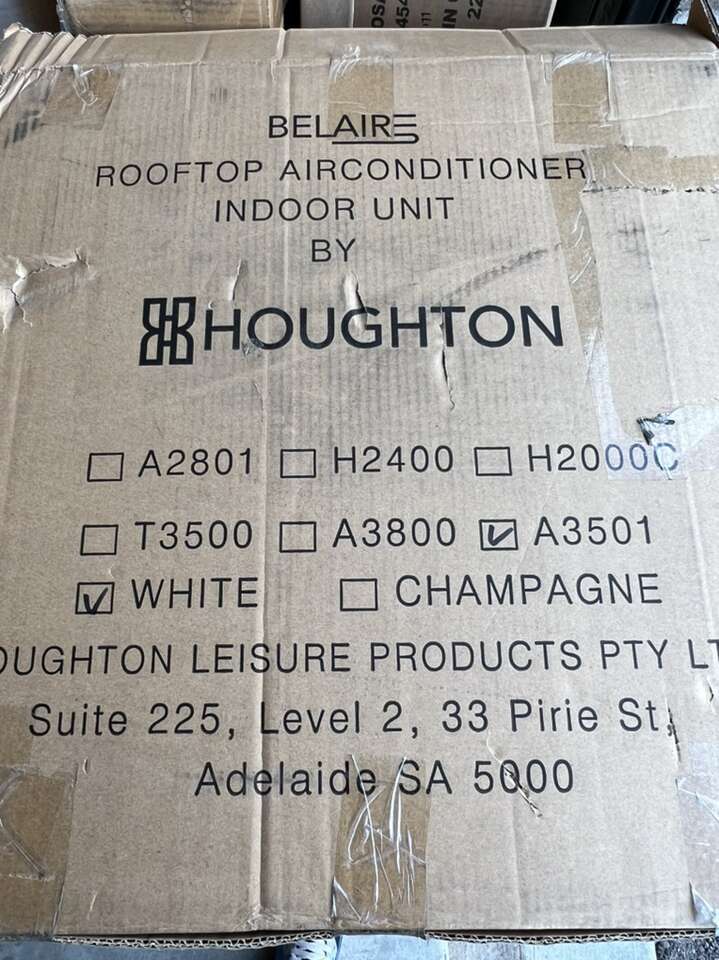 BELAIRE
ROOFTOP AIRCONDITIONER
INDOOR UNIT
BY
HOUGHTON
A2801 H2400 H2000C
T3500 A3800 A3501
WHITE CHAMPAGNE
OUGHTON LEISURE PRODUCTS PTY LT
Suite 225, Level 2, 33 Pirie St,
Adelaide SA 5000